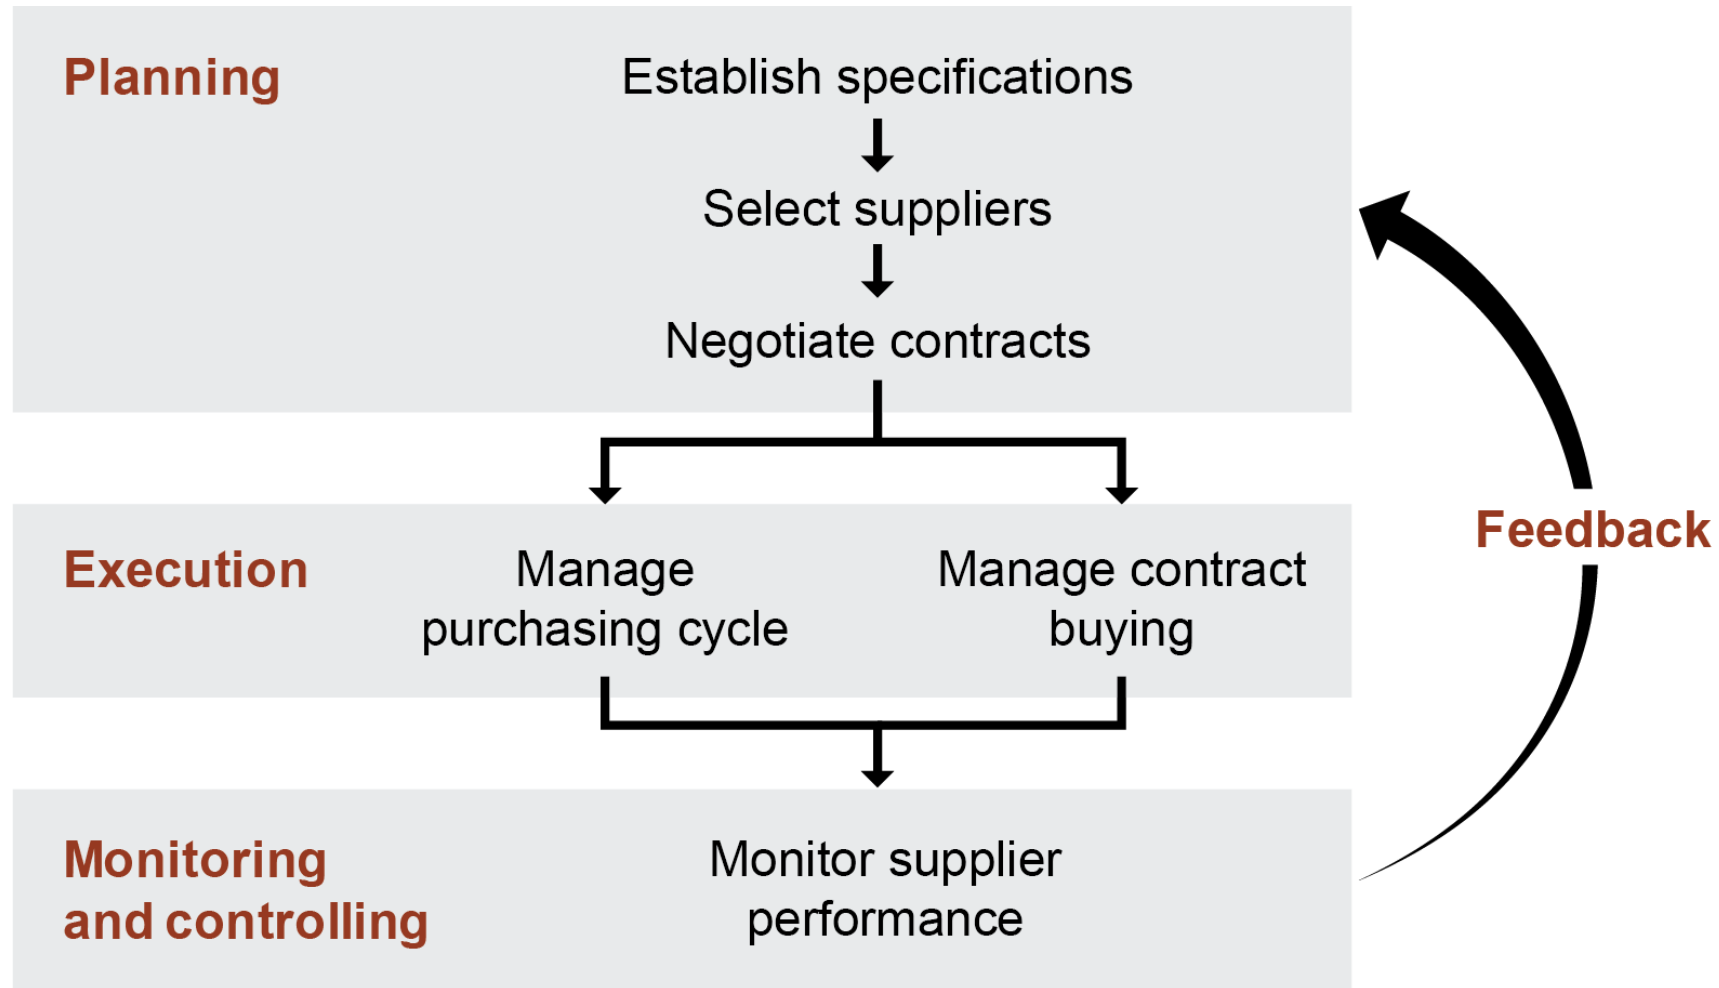 Planning
Establish specifications
Select suppliers
Negotiate contracts
Execution
Manage
purchasing cycle
Manage contract
buying
Feedback
Monitoring
and controlling
Monitor supplier
performance